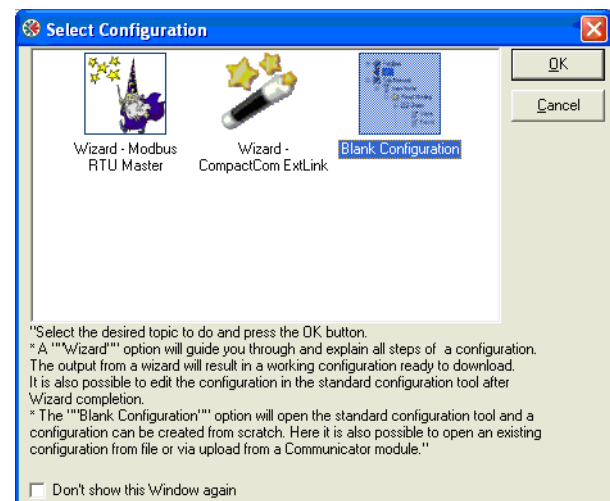 Select Configuration
OK
Cancel
Wizard - Modbus
RTU Master
Wizard -
CompactCom ExtLink
Blank Configuration
"Select the desired topic to do and press the OK button.
* A ""Wizard"" option will guide you through and explain all steps of a configuration.
The output from a wizard will result in a working configuration ready to download.
It is also possible to edit the configuration in the standard configuration tool after
Wizard completion.
* The ""Blank Configuration"" option will open the standard configuration tool and a
configuration can be created from scratch. Here it is also possible to open an existing
configuration from file or via upload from a Communicator module."
Don't show this Window again